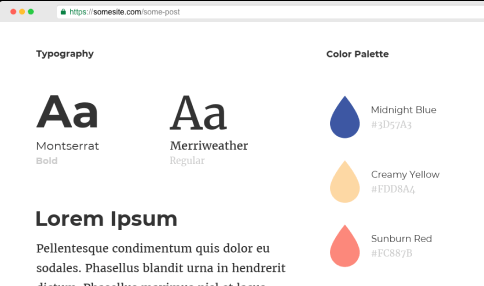 https://somesite.com/some-post
Typography
Color Palette
Aa
Aa
Montserrat
Bold
Merriweather
Regular
Midnight Blue
#3D57A3
Creamy Yellow
#FDD8A4
Sunburn Red
#FC887B
Lorem Ipsum
Pellentesque condimentum quis dolor eu
sodales. Phasellus blandit urna in hendrerit